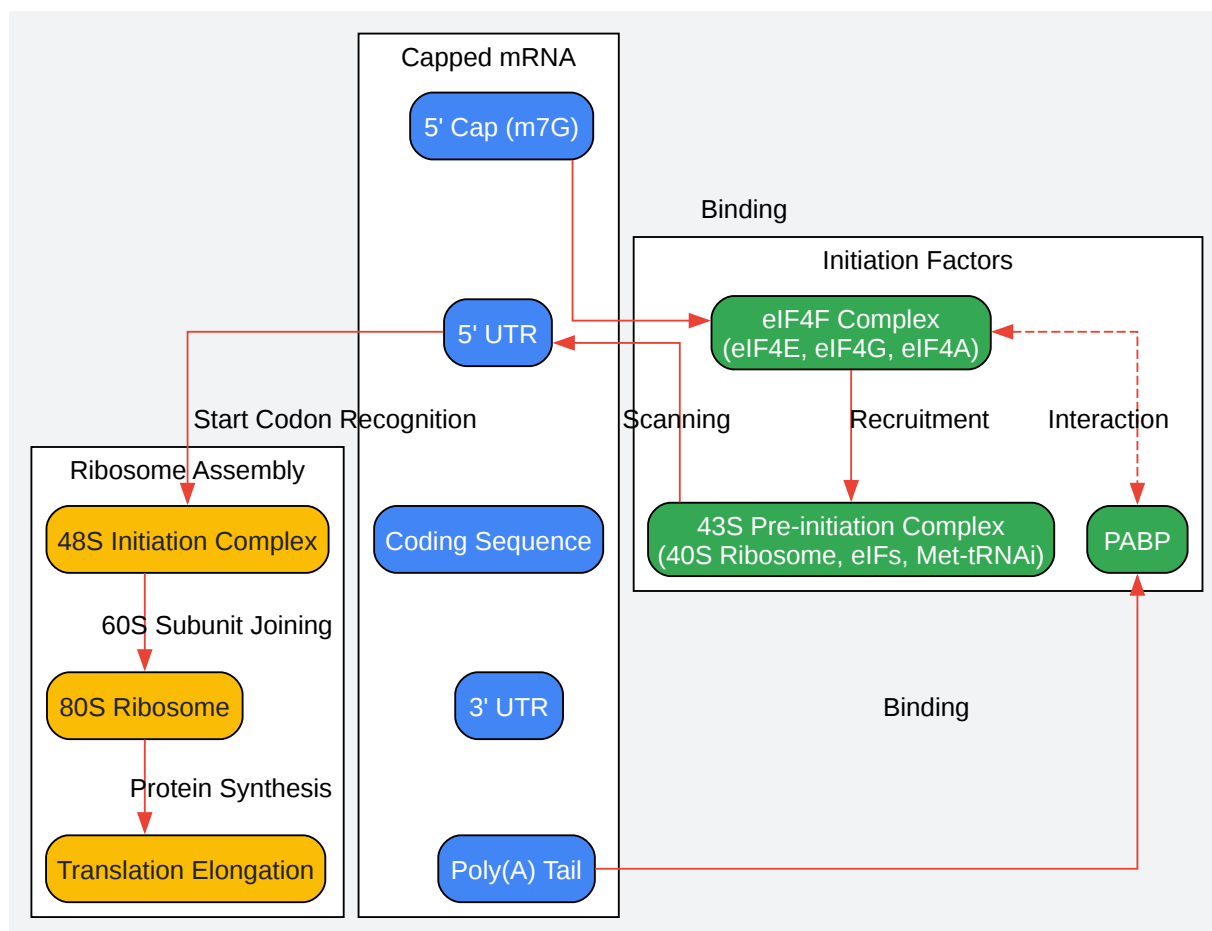 Capped mRNA
5' Cap (m7G)
Binding
Initiation Factors
eIF4F Complex
(eIF4E, eIF4G, eIF4A)
5' UTR
Start Codon Recognition
Scanning
Recruitment
Interaction
Ribosome Assembly
48S Initiation Complex
Coding Sequence
43S Pre-initiation Complex
(40S Ribosome, eIFs, Met-tRNAi)
PABP
60S Subunit Joining
80S Ribosome
3' UTR
Binding
Protein Synthesis
Translation Elongation
Poly(A) Tail